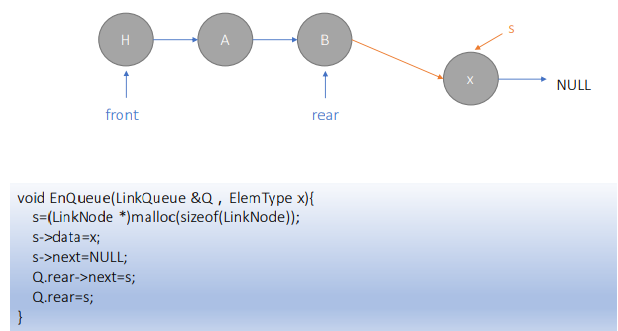 H A B
S
x NULL
front rear
void EnQueue(LinkQueue &Q , ElemType x){
s=(LinkNode *)malloc(sizeof(LinkNode));
s->data=x;
s->next=NULL;
Q.rear->next=s;
Q.rear=s;
}